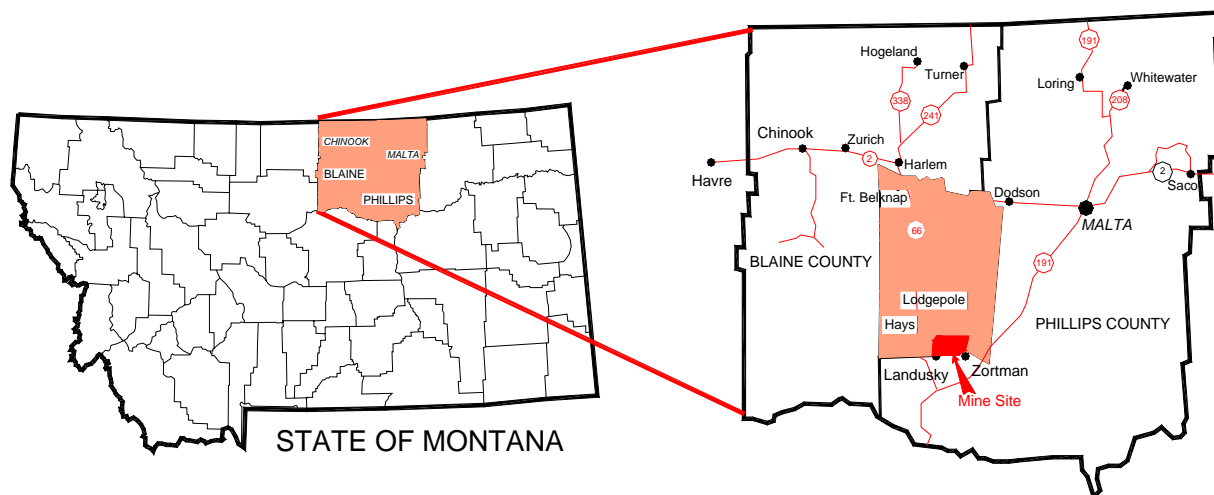 CHINOOK
MALTA
BLAINE
PHILLIPS
STATE OF MONTANA
191
Hogeland
Turner
Loring
Whitewater
338
241
208
Chinook
Zurich
2
Harlem
Havre
2
Saco
Ft. Belknap
Dodson
MALTA
66
BLAINE COUNTY
191
Lodgepole
Hays
PHILLIPS COUNTY
Landusky
Zortman
Mine Site